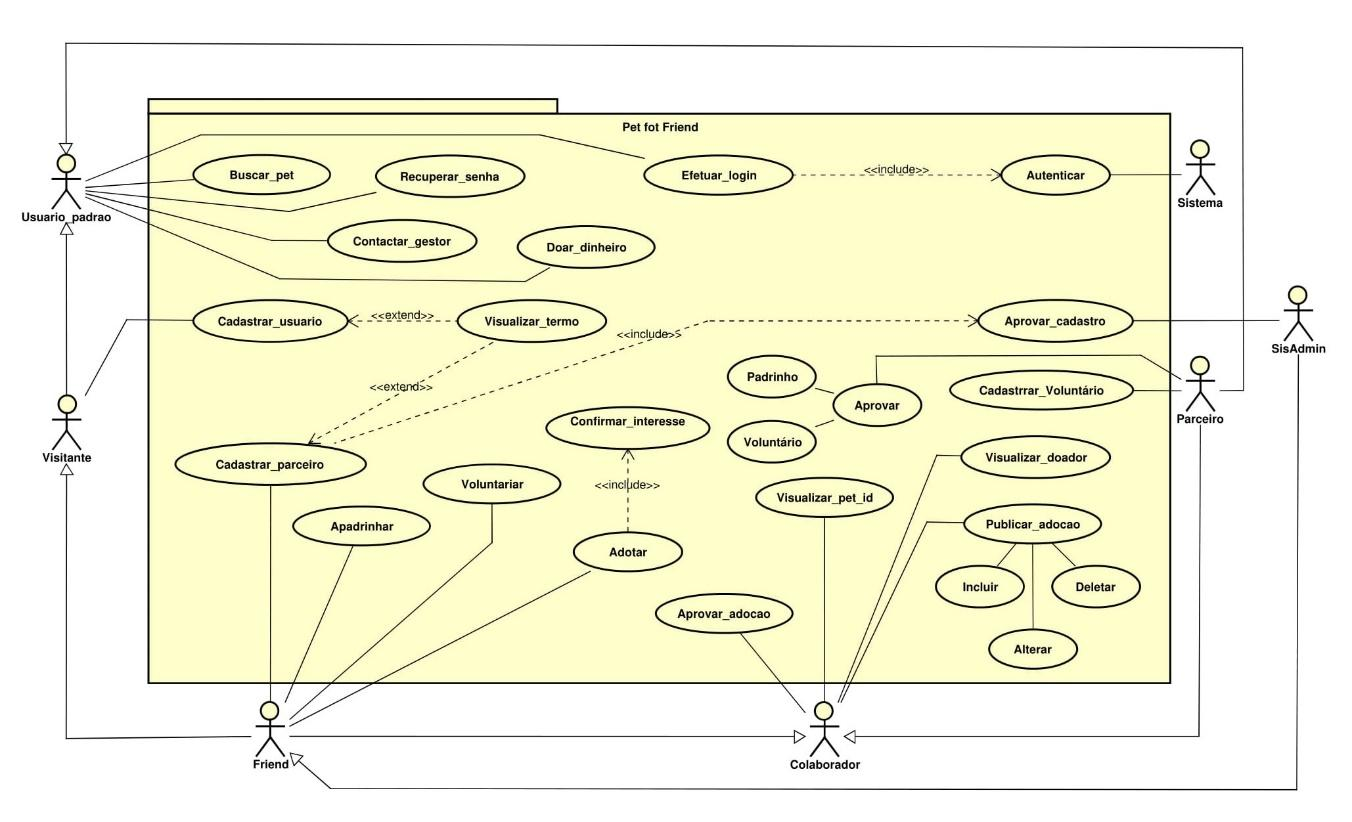 Pet fot Friend
Buscar_pet
Recuperar_senha
Efetuar_login
<<include>>
Autenticar
Sistema
Usuario_padrao
Contactar_gestor
Doar_dinheiro
Cadastrar_usuario
<<extend>>
Visualizar_termo
<<include>>
Aprovar_cadastro
SisAdmin
<<extend>>
Padrinho
Aprovar
Cadastrrar_Voluntário
Parceiro
Confirmar_interesse
Voluntário
Visitante
Cadastrar_parceiro
Visualizar_doador
Voluntariar
<<include>>
Visualizar_pet_id
Apadrinhar
Publicar_adocao
Adotar
Incluir
Deletar
Aprovar_adocao
Alterar
Friend
Colaborador